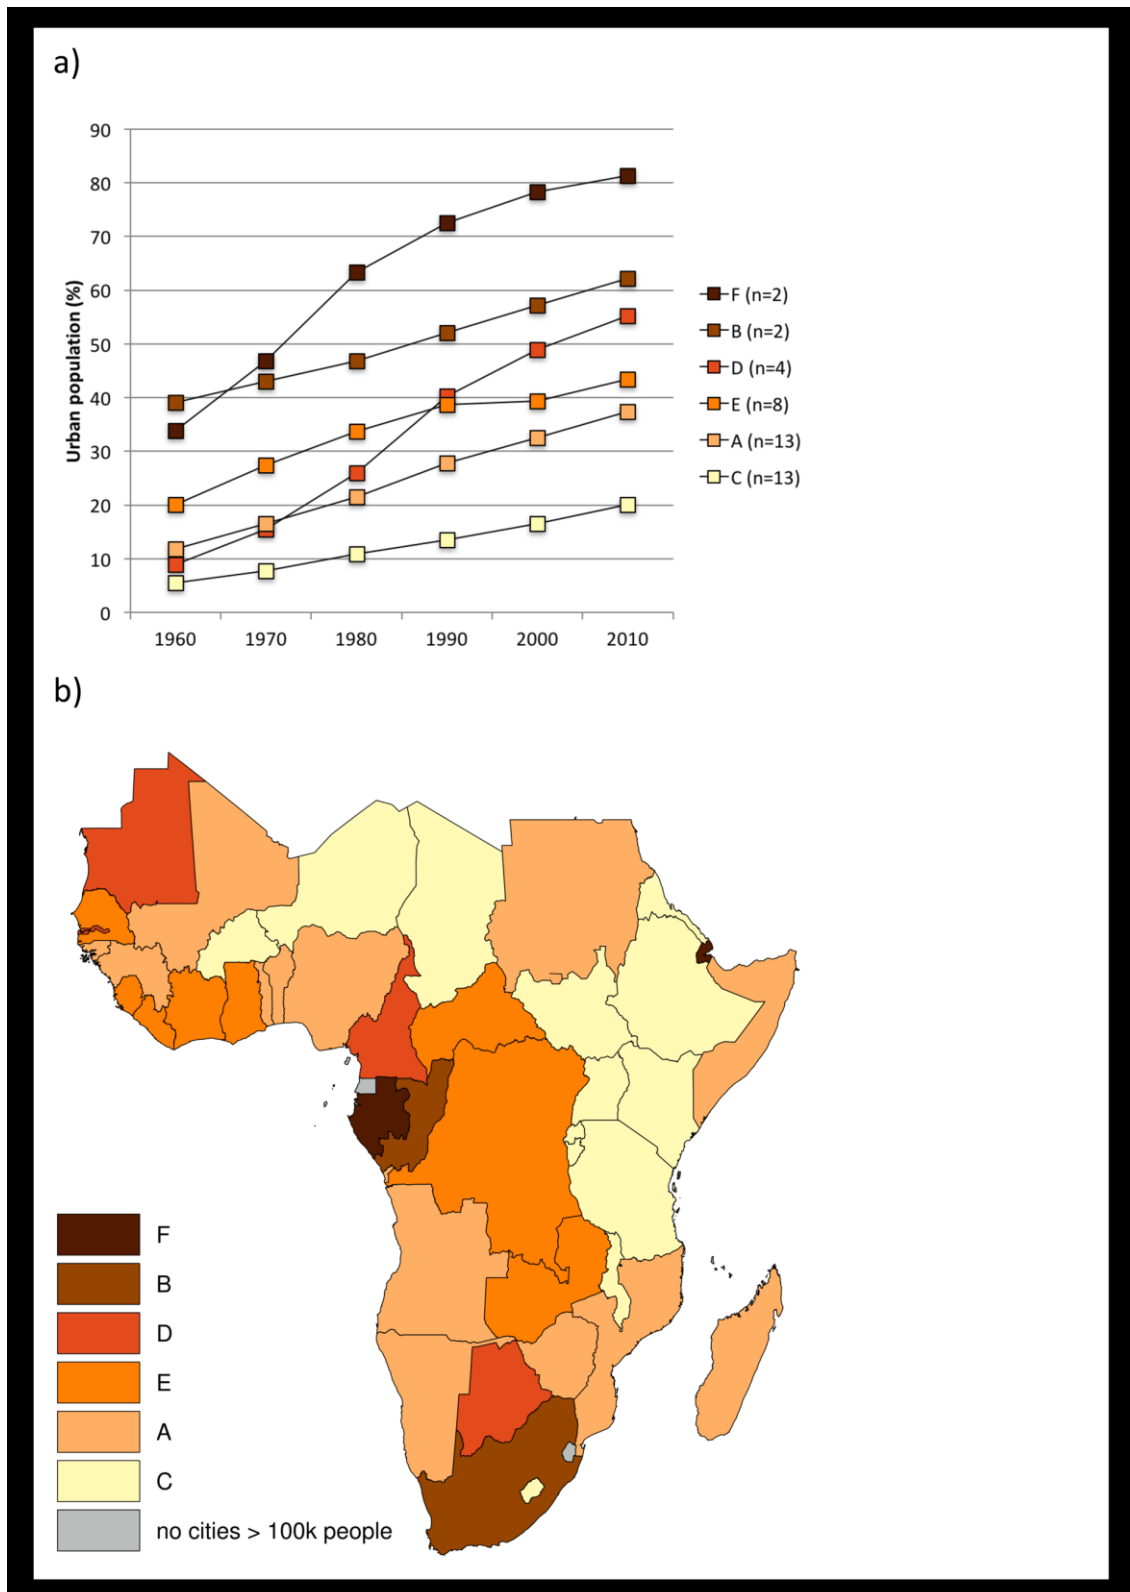 a)
90
80
70
60
50
40
30
20
10
0
Urban population (%)
1960 1970 1980 1990 2000 2010
F (n=2)
B (n=2)
D (n=4)
E (n=8)
A (n=13)
C (n=13)
b)
F
B
D
E
A
C
no cities > 100k people